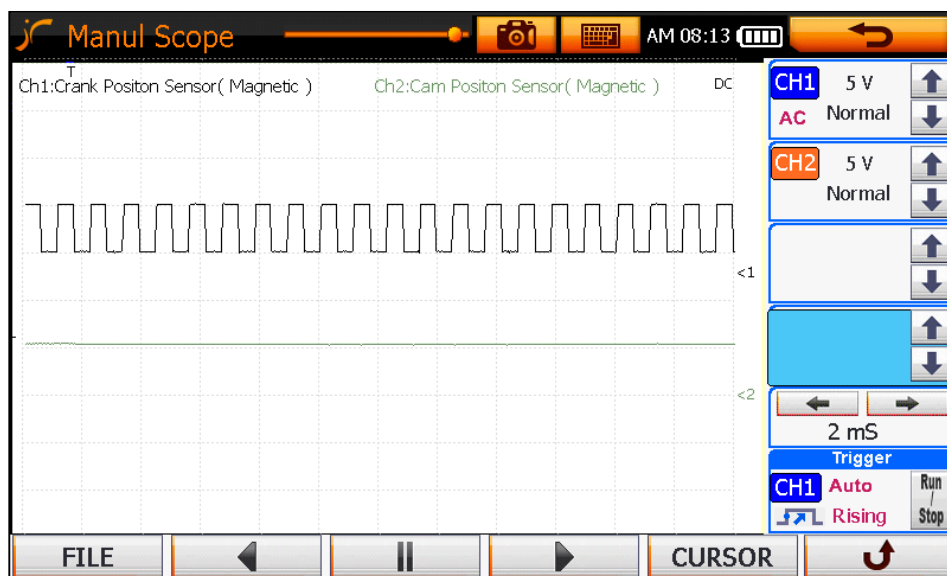 Manul Scope
AM 08:13
T
Ch1:Crank Positon Sensor( Magnetic )
Ch2:Cam Positon Sensor( Magnetic )
DC
CH1 5 V
AC Normal
CH2 5 V
Normal
<1
<2
2 mS
Trigger
CH1 Auto
Rising
Run
/
Stop
FILE
CURSOR